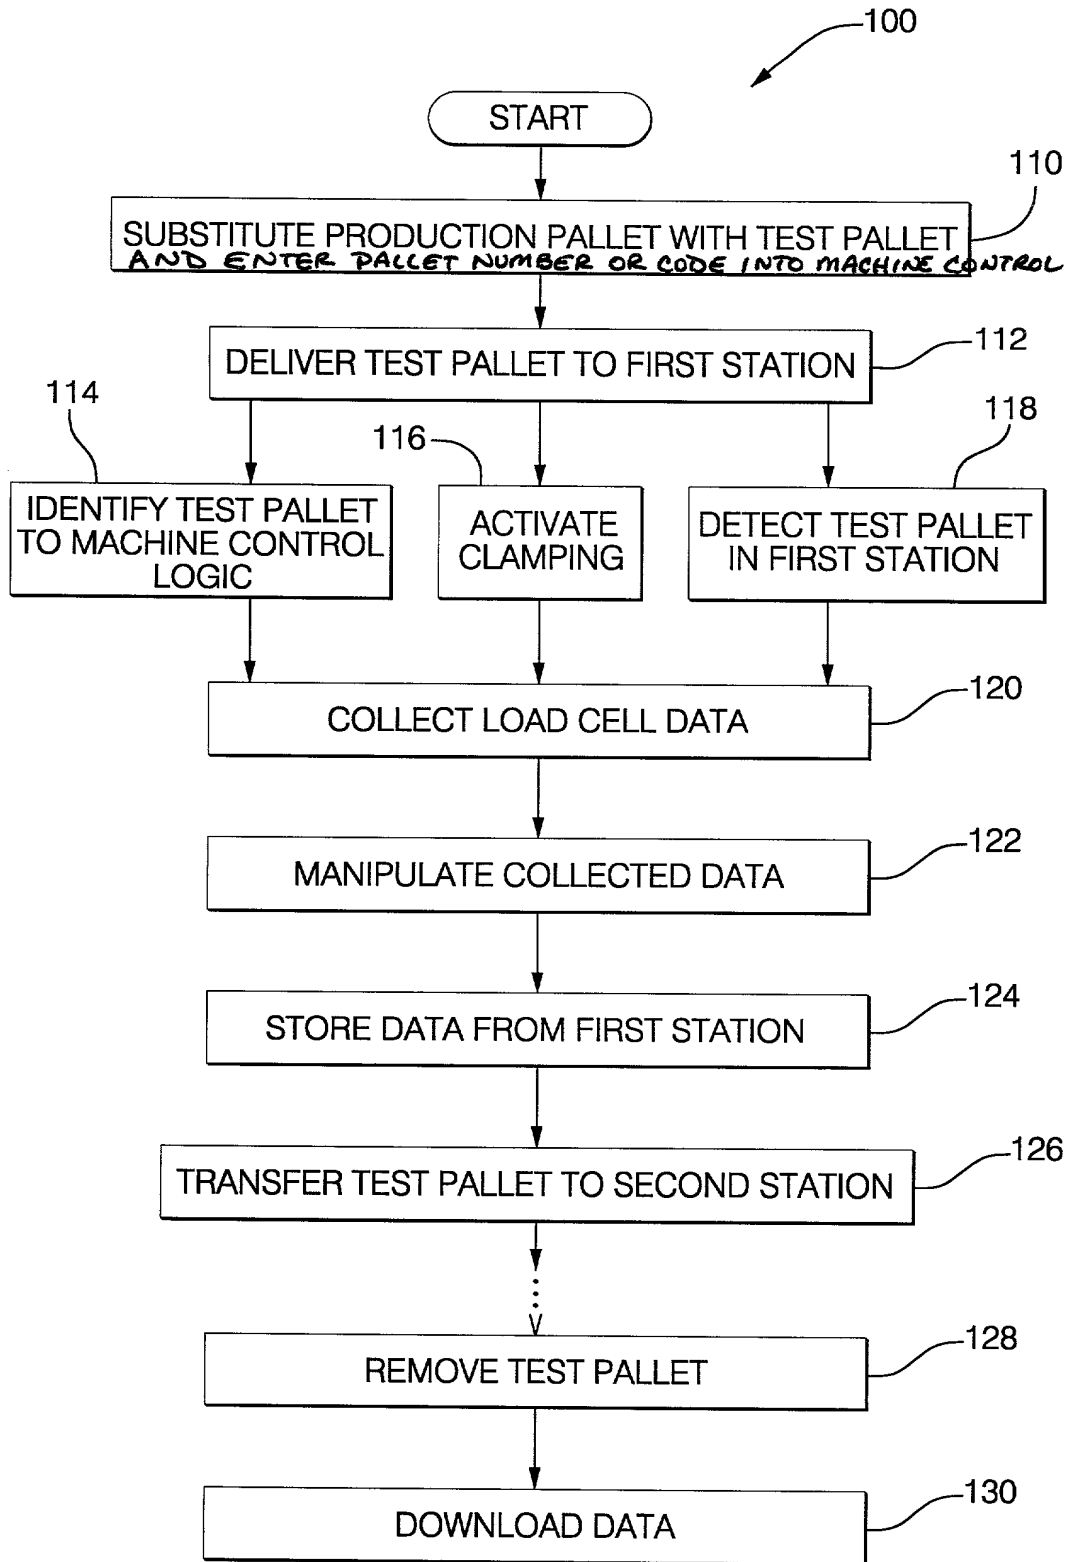 100
START
110
SUBSTITUTE PRODUCTION PALLET WITH TEST PALLET
AND ENTER PALLET NUMBER OR CODE INTO MACHINE CONTROL
DELIVER TEST PALLET TO FIRST STATION
112
114
116
118
IDENTIFY TEST PALLET
TO MACHINE CONTROL
LOGIC
ACTIVATE
CLAMPING
DETECT TEST PALLET
IN FIRST STATION
120
COLLECT LOAD CELL DATA
122
MANIPULATE COLLECTED DATA
124
STORE DATA FROM FIRST STATION
126
TRANSFER TEST PALLET TO SECOND STATION
128
REMOVE TEST PALLET
130
DOWNLOAD DATA